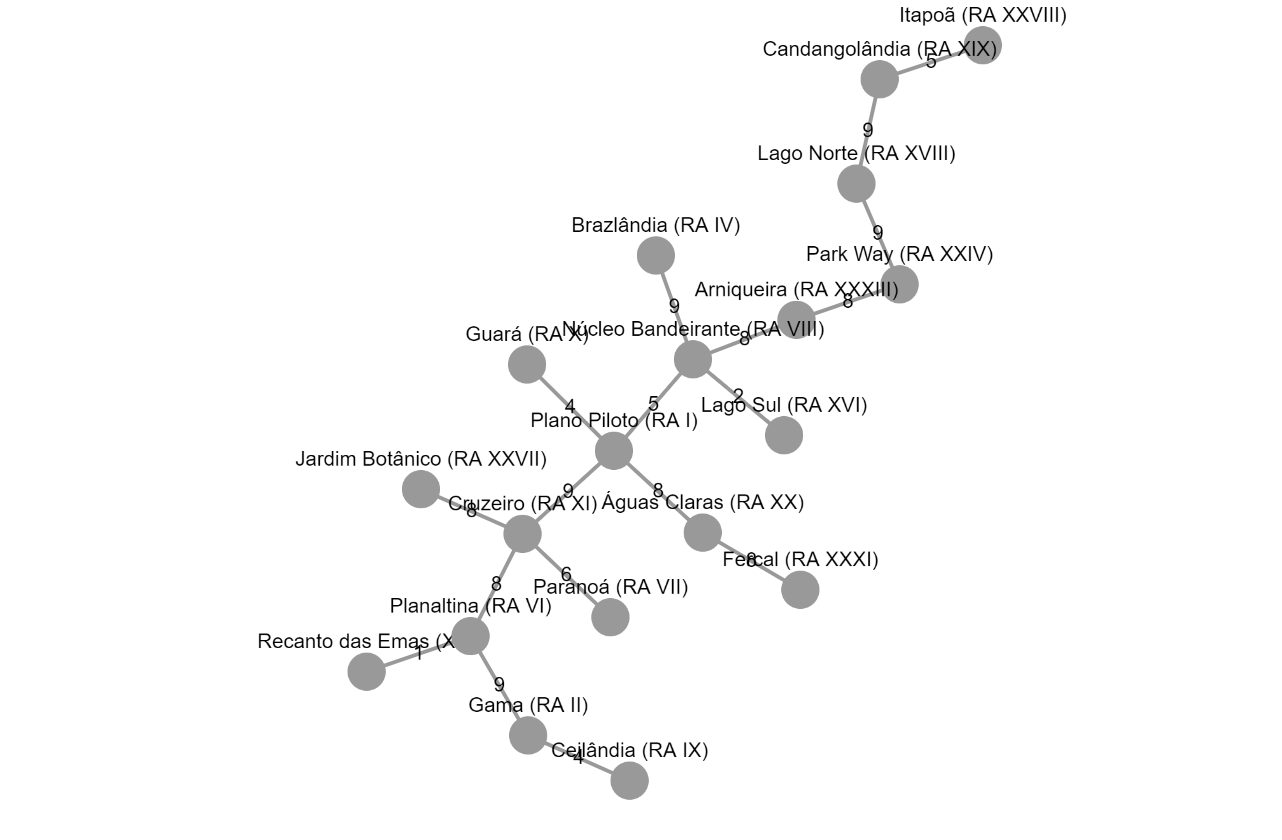 Itapoã (RA XXVIII)
Candangolândia (RA XIX)
5
9
Lago Norte (RA XVIII)
Brazlândia (RA IV)
9
Park Way (RA XXIV)
Arniqueira (RA XXXIII)
8
9
Núcleo Bandeirante (RA VIII)
Guará (RA X)
8
2
5
4
Lago Sul (RA XVI)
Plano Piloto (RA I)
Jardim Botânico (RA XXVII)
9
8
Cruzeiro (RA XI)
Águas Claras (RA XX)
8
Fercal (RA XXXI)
8
6
8
Paranoá (RA VII)
Planaltina (RA VI)
Recanto das Emas (X
1
9
Gama (RA II)
Ceilândia (RA IX)
4